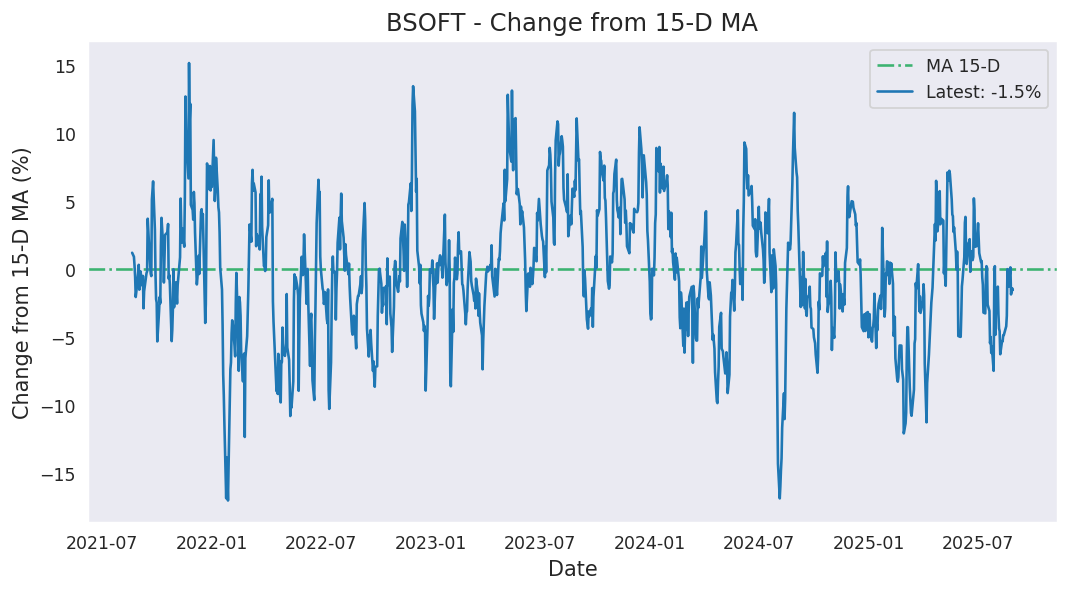 BSOFT - Change from 15-D MA
MA 15-D
Latest: -1.5%
Change from 15-D MA (%)
15
10
5
0
−5
−10
−15
2021-07 2022-01 2022-07 2023-01 2023-07 2024-01 2024-07 2025-01 2025-07
Date